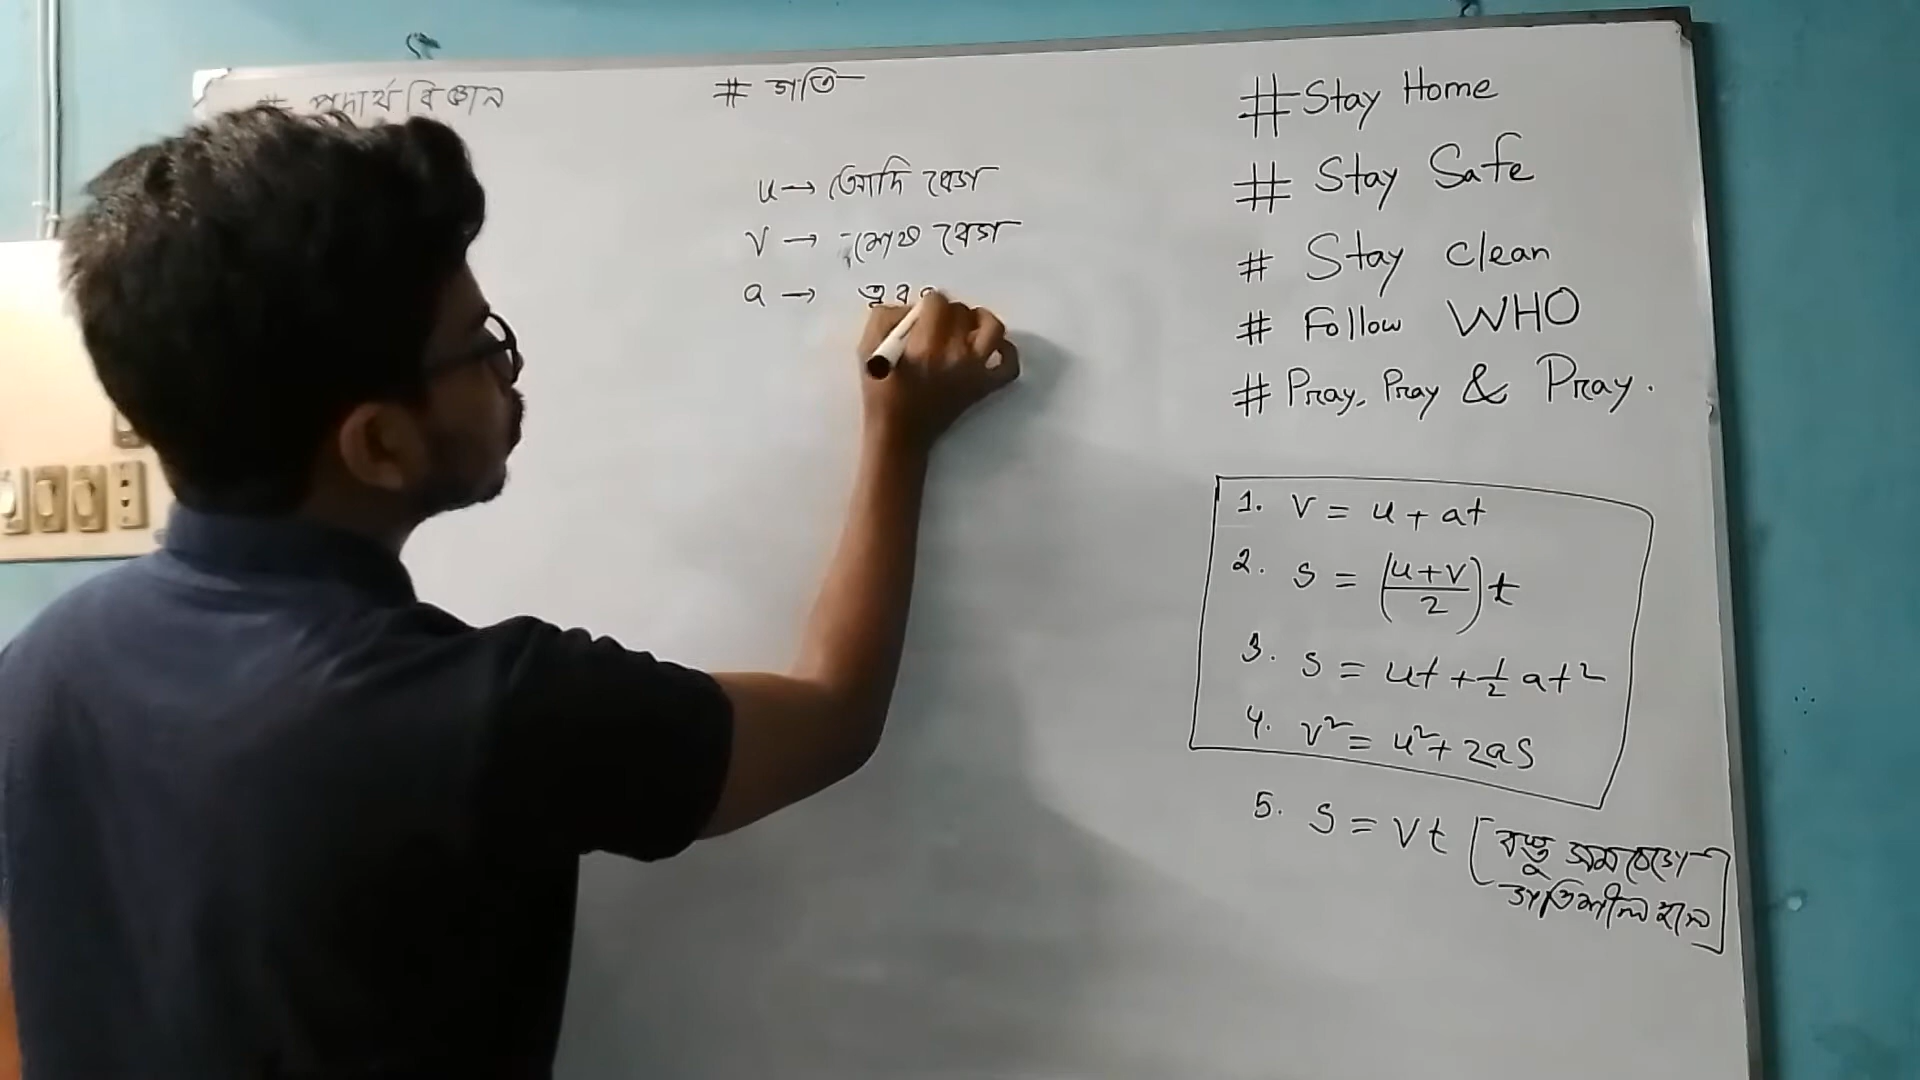 # পদার্থ বিজ্ঞান
# গতি
u → আদি বেগ
v → শেষ বেগ
a → ত্বর
# Stay Home
# Stay Safe
# Stay clean
# Follow WHO
# Pray, Pray & Pray.
1. v = u + at
2. s = (u+v/2)t
3. s = ut + 1/2 at²
4. v² = u² + 2as
5. s = vt [বস্তু সমবেগে
গতিশীল হলে]